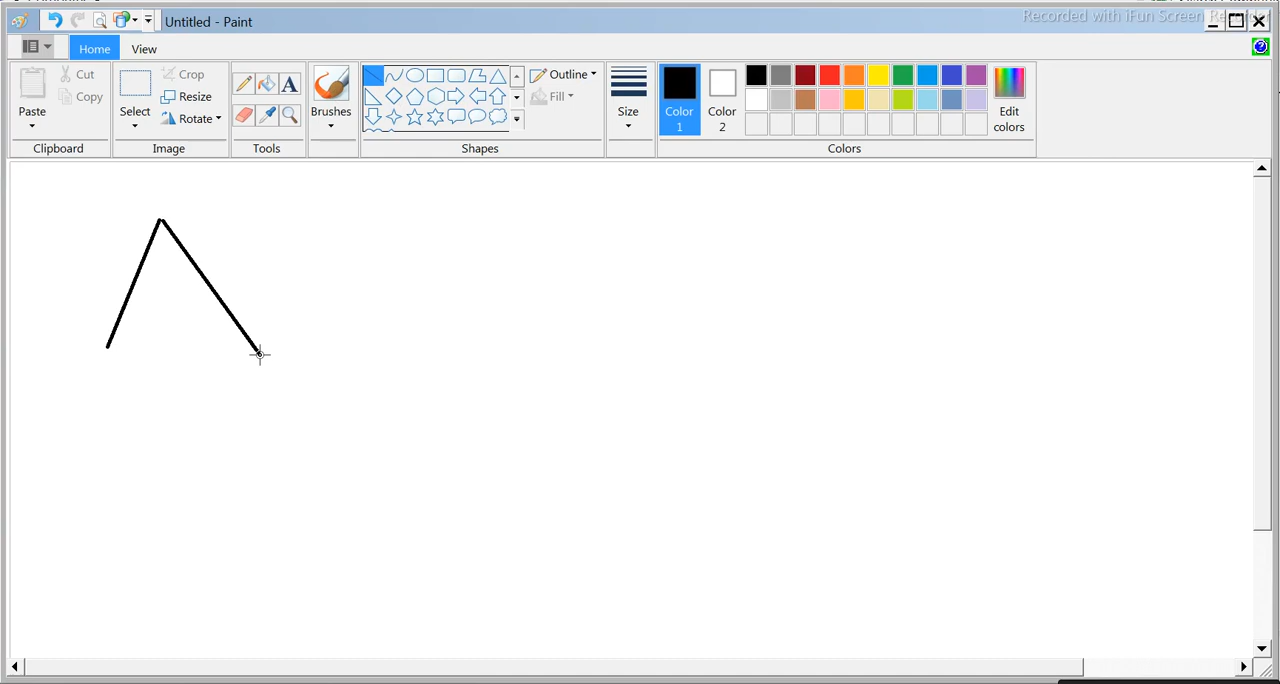 Untitled - Paint
Recorded with iFun Screen
Home View
Paste
Cut
Copy
Clipboard
Select
Crop
Resize
Rotate
Image
A
Tools
Brushes
Outline
Fill
Shapes
Size
Color 1
Color 2
Edit colors
Colors